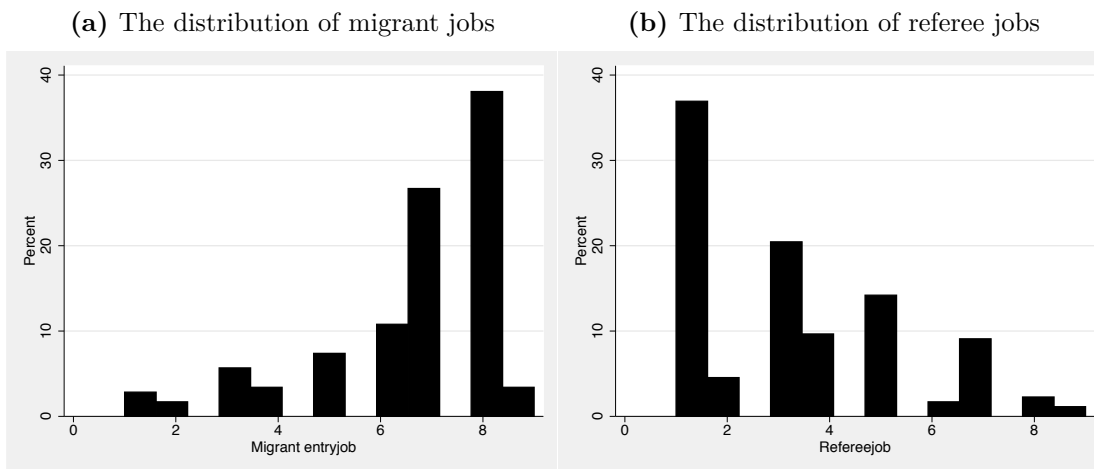 (a) The distribution of migrant jobs
40
30
20
10
0
Percent
0 2 4 6 8
Migrant entryjob
(b) The distribution of referee jobs
40
30
20
10
0
Percent
0 2 4 6 8
Refereejob